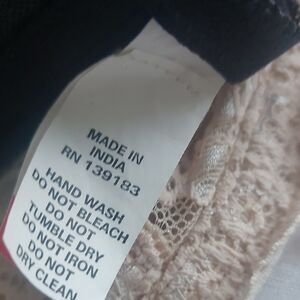 MADE IN
INDIA
RN 139183
HAND WASH
DO NOT BLEACH
DO NOT
TUMBLE DRY
DO NOT IRON
DO NOT
DRY CLEAN